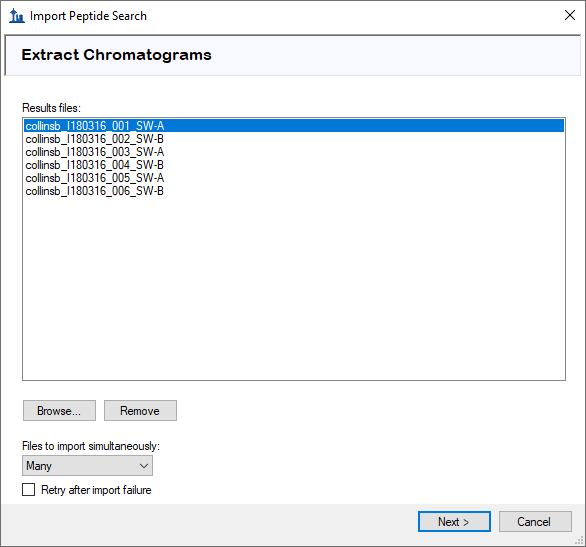 Import Peptide Search
Extract Chromatograms
Results files:
collinsb_I180316_001_SW-A
collinsb_I180316_002_SW-B
collinsb_I180316_003_SW-A
collinsb_I180316_004_SW-B
collinsb_I180316_005_SW-A
collinsb_I180316_006_SW-B
Browse... Remove
Files to import simultaneously:
Many
Retry after import failure
Next > Cancel